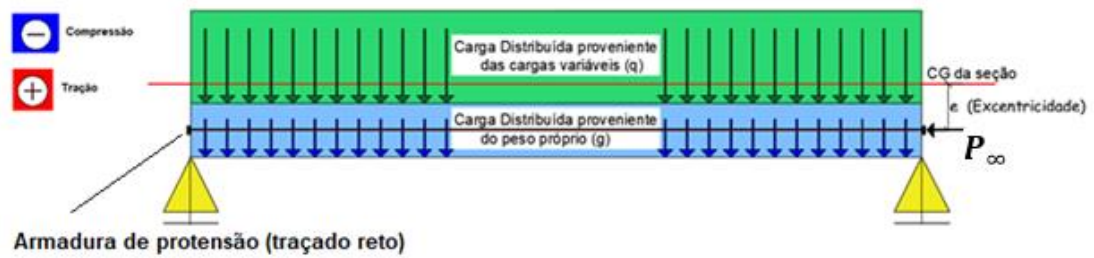 Compressão
Tração
Carga Distribuída proveniente
das cargas variáveis (q)
CG da seção
e (Excentricidade)
Carga Distribuída proveniente
do peso próprio (g)
P∞
Armadura de protensão (traçado reto)